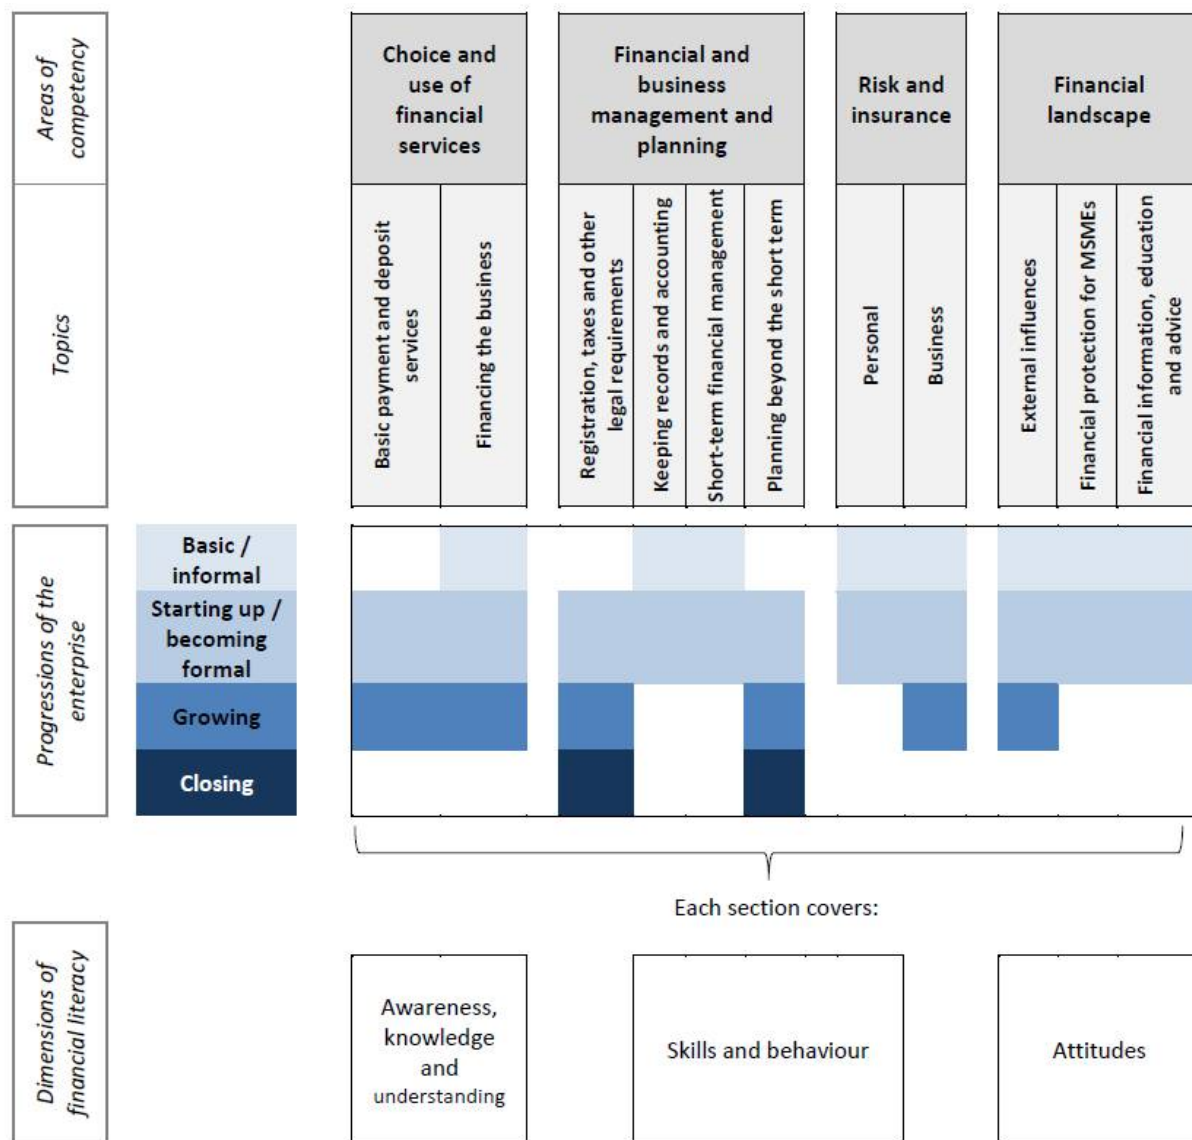 Areas of
competency
Choice and
use of
financial
services
Financial and
business
management and
planning
Risk and
insurance
Financial
landscape
Topics
Basic payment and deposit
services
Financing the business
Registration, taxes and other
legal requirements
Keeping records and accounting
Short-term financial management
Planning beyond the short term
Personal
Business
External influences
Financial protection for MSMEs
Financial information, education
and advice
Progressions of the
enterprise
Basic /
informal
Starting up /
becoming
formal
Growing
Closing
Each section covers:
Dimensions of
financial literacy
Awareness,
knowledge
and
understanding
Skills and behaviour
Attitudes